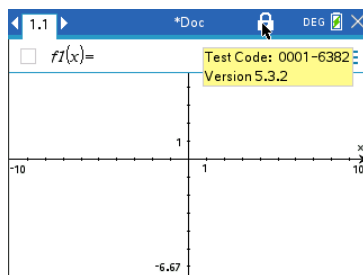 1.1 *Doc DEG
f1(x)=
Test Code: 0001-6382
Version 5.3.2
1 x
-10 1 10
-6.67